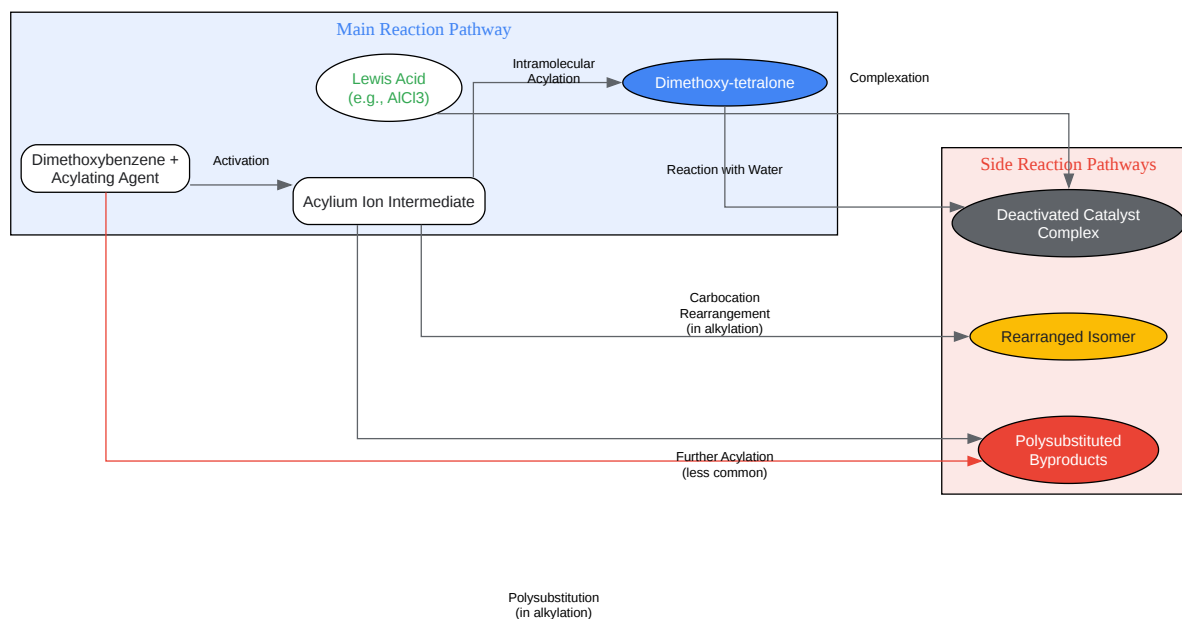 Main Reaction Pathway
Lewis Acid
(e.g., AlCl3)
Intramolecular
Acylation
Dimethoxy-tetralone
Complexation
Dimethoxybenzene +
Acylating Agent
Activation
Acylium Ion Intermediate
Reaction with Water
Side Reaction Pathways
Deactivated Catalyst
Complex
Carbocation
Rearrangement
(in alkylation)
Rearranged Isomer
Polysubstituted
Byproducts
Further Acylation
(less common)
Polysubstitution
(in alkylation)